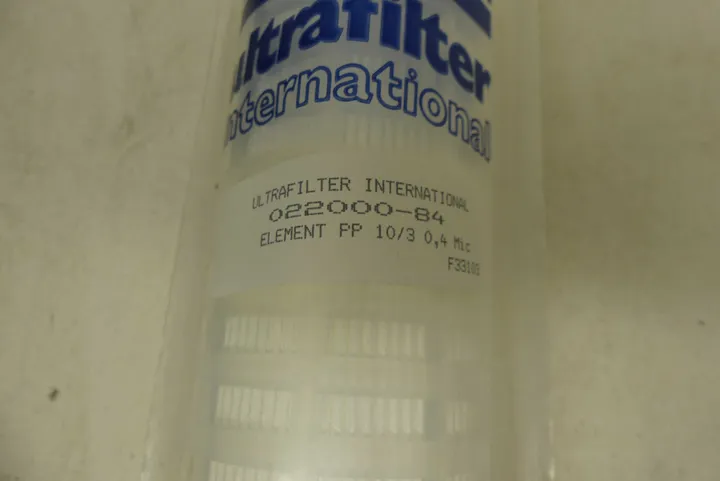 ultrafilter
international
ULTRAFILTER INTERNATIONAL
022000-84
ELEMENT PP 10/3 0,4 Mic